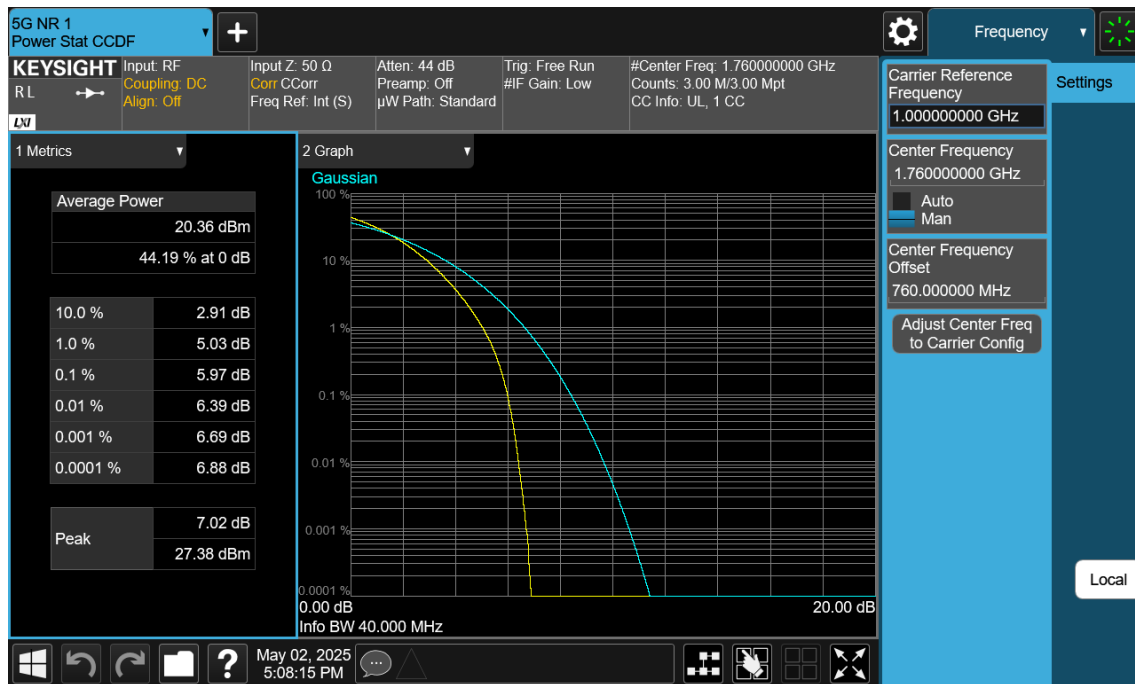 5G NR 1
Power Stat CCDF
Frequency
KEYSIGHT
R L
LXI
Input: RF
Coupling: DC
Align: Off
Input Z: 50 Ω
Corr CCorr
Freq Ref: Int (S)
Atten: 44 dB
Preamp: Off
µW Path: Standard
Trig: Free Run
#IF Gain: Low
#Center Freq: 1.760000000 GHz
Counts: 3.00 M/3.00 Mpt
CC Info: UL, 1 CC
1 Metrics
Average Power
20.36 dBm
44.19 % at 0 dB
10.0 % 2.91 dB
1.0 % 5.03 dB
0.1 % 5.97 dB
0.01 % 6.39 dB
0.001 % 6.69 dB
0.0001 % 6.88 dB
Peak
7.02 dB
27.38 dBm
2 Graph
Gaussian
100 %
10 %
1 %
0.1 %
0.01 %
0.001 %
0.0001 %
0.00 dB 20.00 dB
Info BW 40.000 MHz
Carrier Reference
Frequency
1.000000000 GHz
Center Frequency
1.760000000 GHz
Auto
Man
Center Frequency
Offset
760.000000 MHz
Adjust Center Freq
to Carrier Config
Settings
Local
?
May 02, 2025
5:08:15 PM